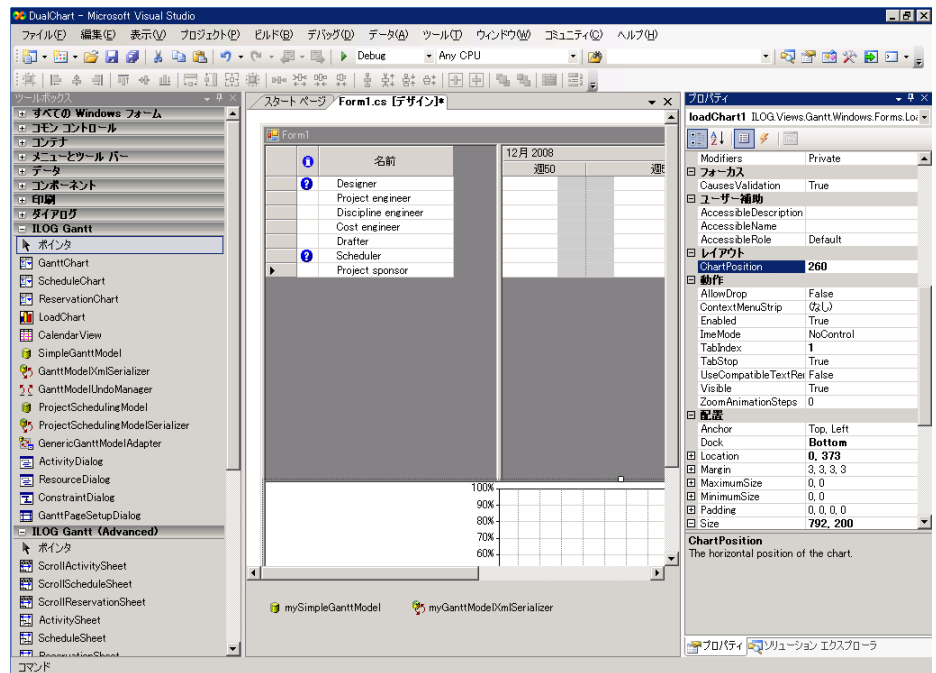 DualChart - Microsoft Visual Studio
ファイル(F) 編集(E) 表示(V) プロジェクト(P) ビルド(B) デバッグ(D) データ(A) ツール(T) ウィンドウ(W) コミュニティ(C) ヘルプ(H)
Debug Any CPU
ツールボックス
すべての Windows フォーム
コモン コントロール
コンテナ
メニューとツール バー
データ
コンポーネント
印刷
ダイアログ
ILOG Gantt
ポインタ
GanttChart
ScheduleChart
ReservationChart
LoadChart
CalendarView
SimpleGanttModel
GanttModelXmlSerializer
GanttModelUndoManager
ProjectSchedulingModel
ProjectSchedulingModelSerializer
GenericGanttModelAdapter
ActivityDialog
ResourceDialog
ConstraintDialog
GanttPageSetupDialog
ILOG Gantt (Advanced)
ポインタ
ScrollActivitySheet
ScrollScheduleSheet
ScrollReservationSheet
ActivitySheet
ScheduleSheet
ReservationSheet
コマンド
スタート ページ Form1.cs [デザイン]*
Form1
名前
12月 2008
週50 週5
Designer
Project engineer
Discipline engineer
Cost engineer
Drafter
Scheduler
Project sponsor
100%
90%
80%
70%
60%
mySimpleGanttModel myGanttModelXmlSerializer
プロパティ
loadChart1 ILOG.Views.Gantt.Windows.Forms.Loa
Modifiers Private
フォーカス
CausesValidation True
ユーザー補助
AccessibleDescription
AccessibleName
AccessibleRole Default
レイアウト
ChartPosition 260
動作
AllowDrop False
ContextMenuStrip (なし)
Enabled True
ImeMode NoControl
TabIndex 1
TabStop True
UseCompatibleTextRei False
Visible True
ZoomAnimationSteps 0
配置
Anchor Top, Left
Dock Bottom
Location 0, 373
Margin 3, 3, 3, 3
MaximumSize 0, 0
MinimumSize 0, 0
Padding 0, 0, 0, 0
Size 792, 200
ChartPosition
The horizontal position of the chart.
プロパティ ソリューション エクスプローラ